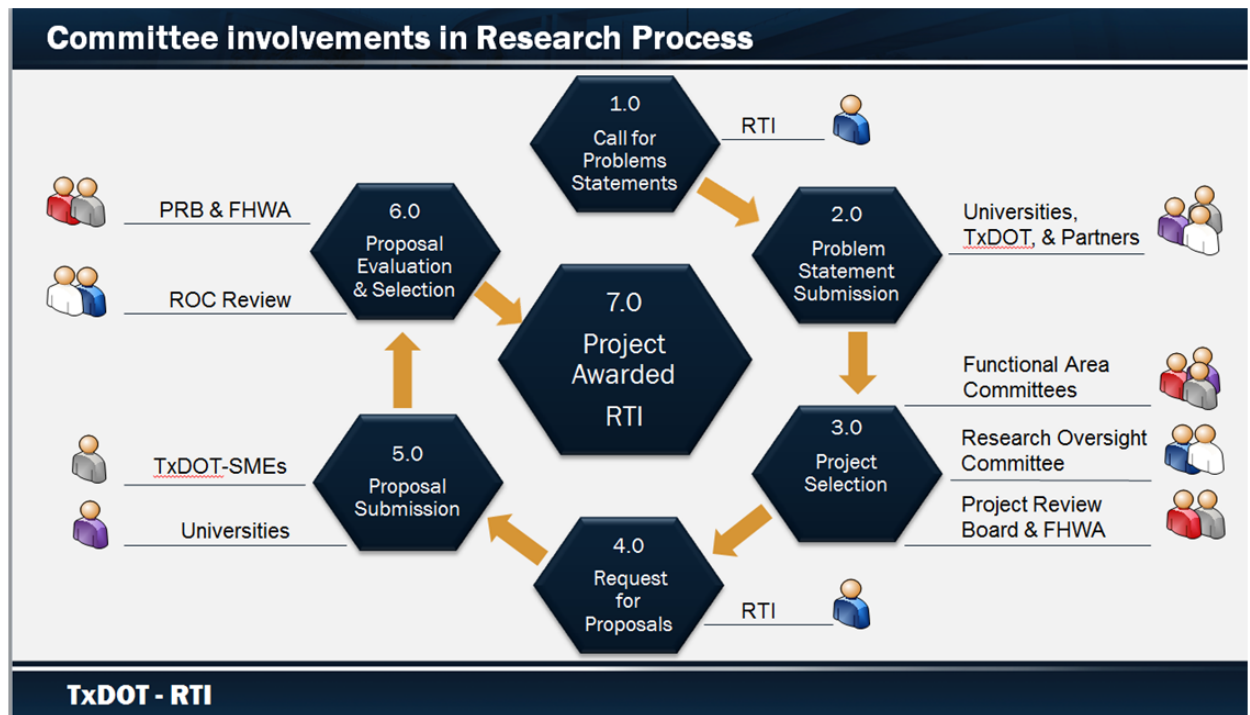 Committee involvements in Research Process
1.0
Call for
Problems
Statements
RTI
2.0
Problem
Statement
Submission
Universities,
TxDOT, & Partners
3.0
Project
Selection
Functional Area
Committees
Research Oversight
Committee
Project Review
Board & FHWA
4.0
Request
for
Proposals
RTI
5.0
Proposal
Submission
TxDOT-SMEs
Universities
6.0
Proposal
Evaluation
& Selection
PRB & FHWA
ROC Review
7.0
Project
Awarded
RTI
TxDOT - RTI